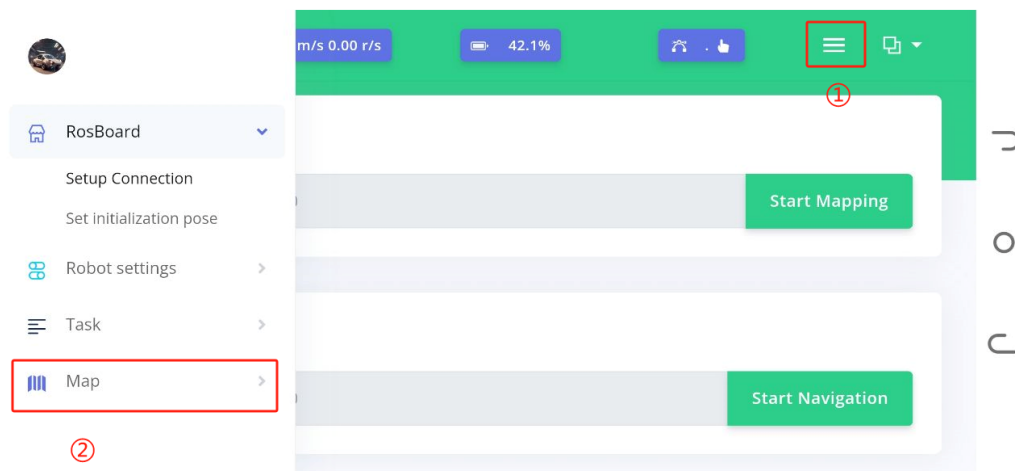 m/s 0.00 r/s
42.1%
①
RosBoard
Setup Connection
Set initialization pose
Start Mapping
Robot settings
Task
Map
Start Navigation
②